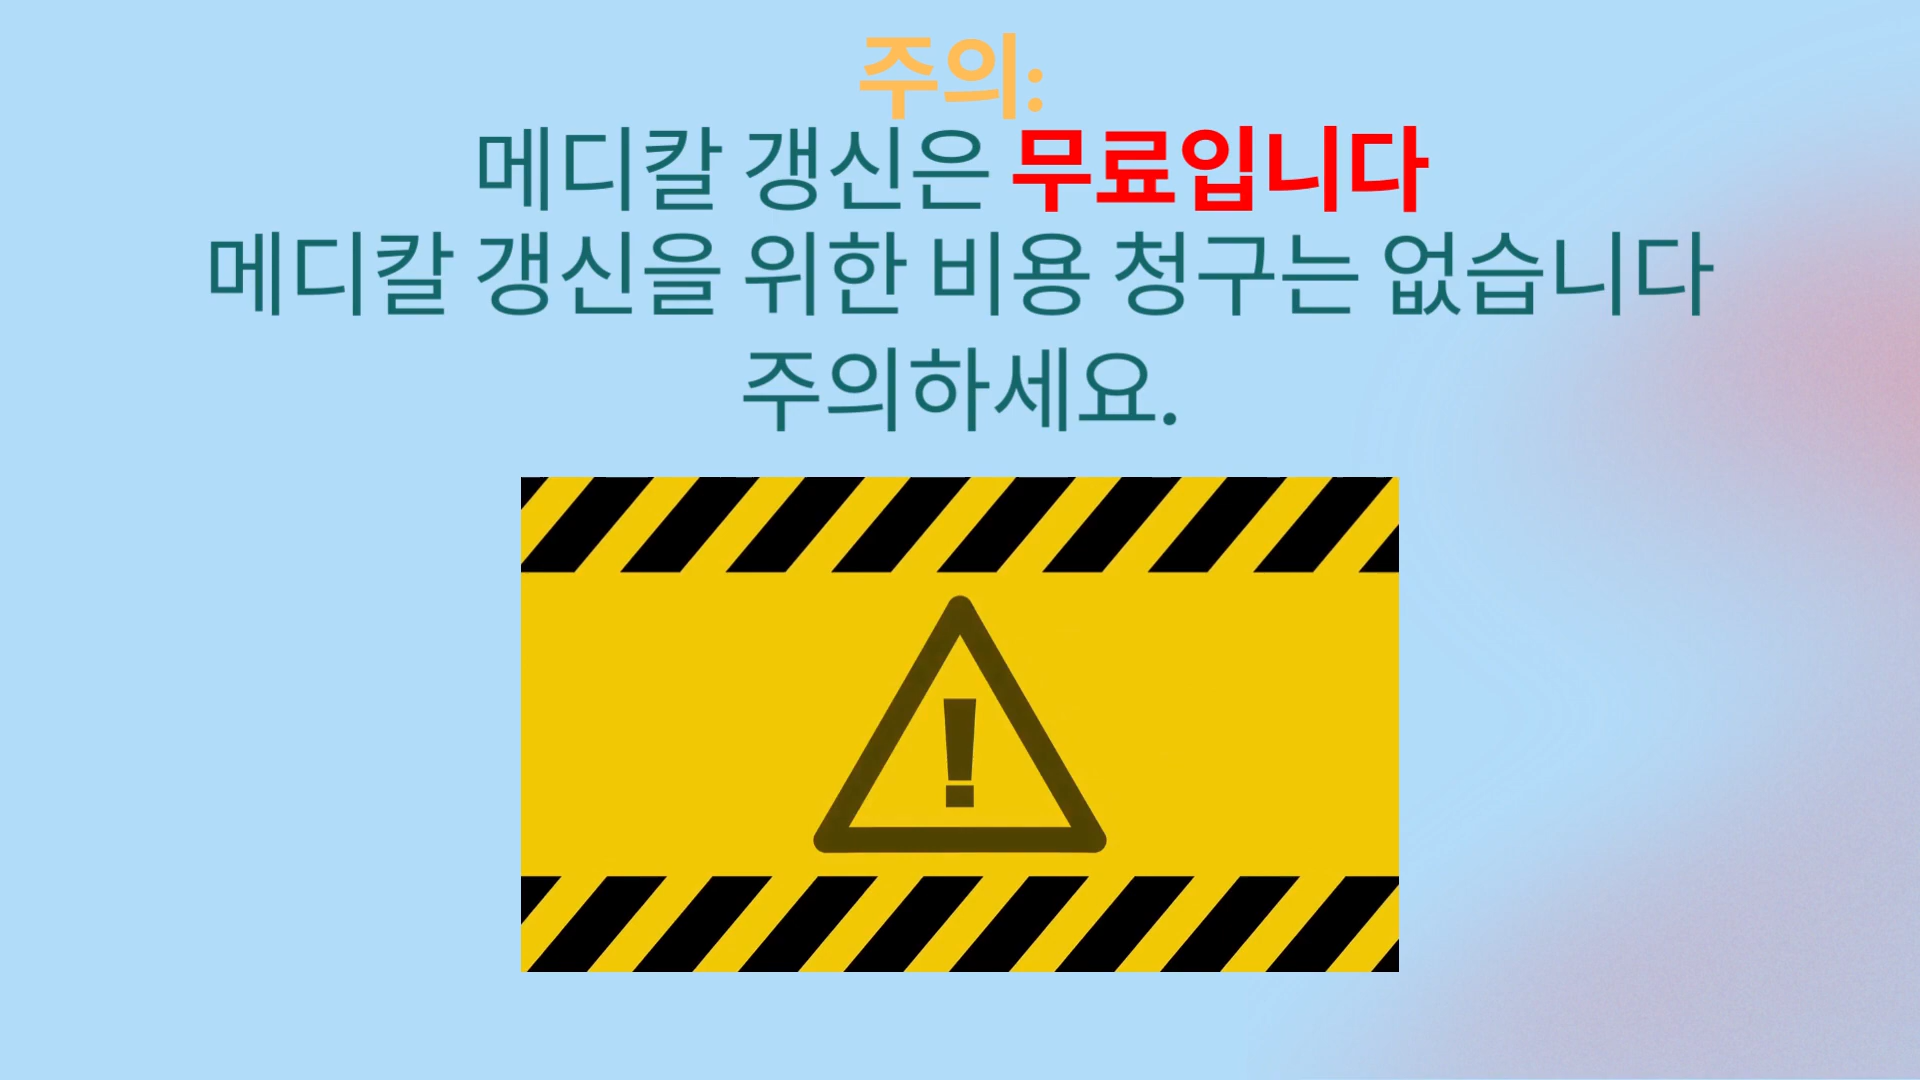 주의:
메디칼 갱신은 무료입니다
메디칼 갱신을 위한 비용 청구는 없습니다
주의하세요.
!